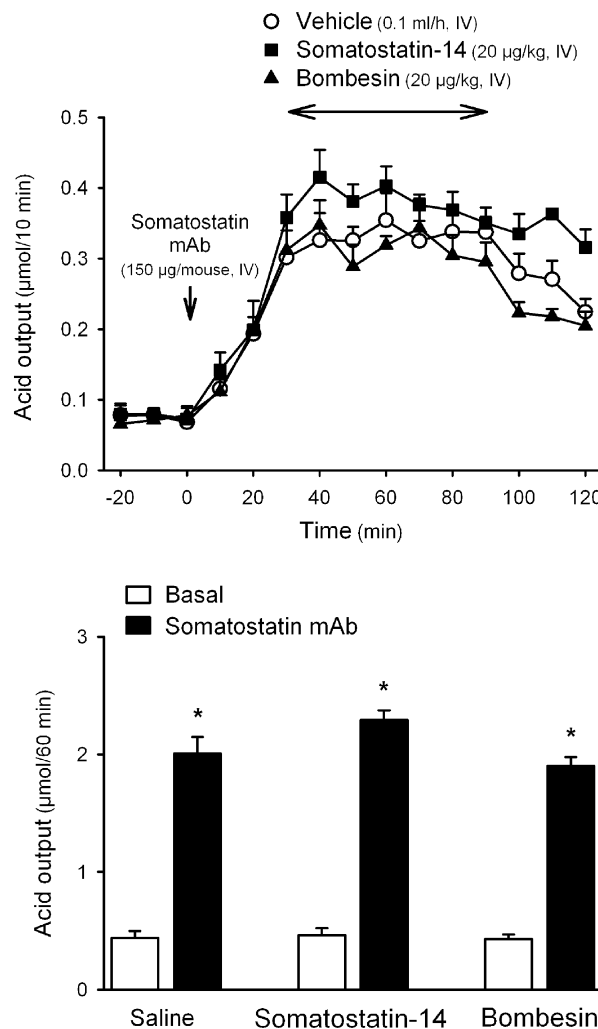 Vehicle (0.1 ml/h, IV)
Somatostatin-14 (20 µg/kg, IV)
Bombesin (20 µg/kg, IV)
0.5
0.4
0.3
0.2
0.1
0.0
Acid output (µmol/10 min)
Somatostatin
mAb
(150 µg/mouse, IV)
-20 0 20 40 60 80 100 120
Time (min)
Basal
Somatostatin mAb
3
2
1
0
Acid output (µmol/60 min)
* * *
Saline Somatostatin-14 Bombesin